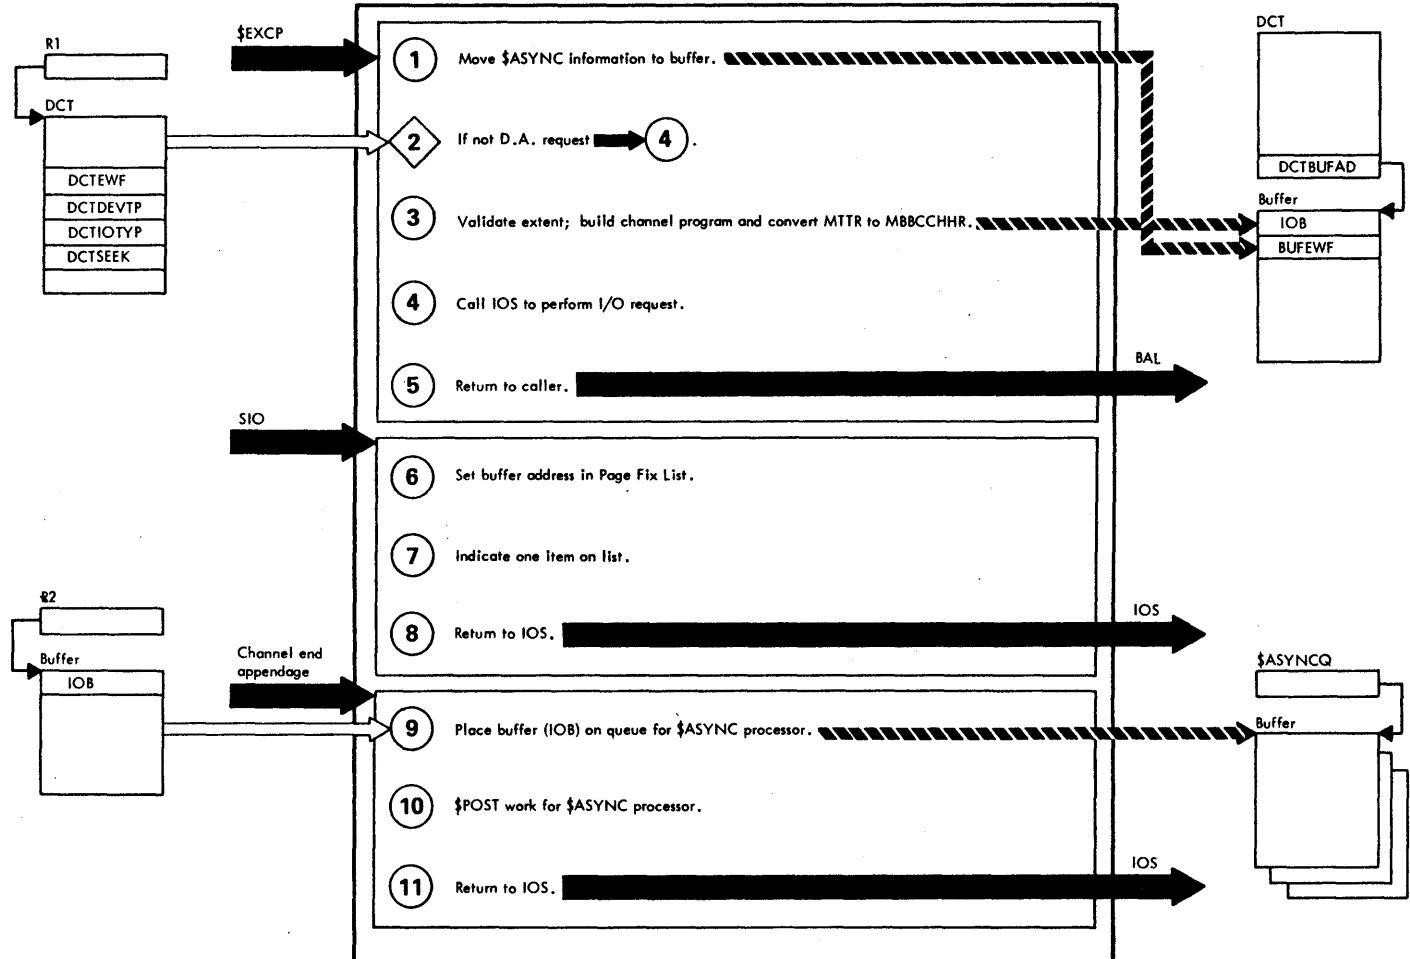 R1
DCT
DCTEWF
DCTDEVTP
DCTIOTYP
DCTSEEK
$EXCP
1 Move $ASYNC information to buffer.
2 If not D.A. request 4 .
3 Validate extent; build channel program and convert MTTR to MBBCCHHR.
4 Call IOS to perform I/O request.
5 Return to caller.
BAL
DCT
DCTBUFAD
Buffer
IOB
BUFEWF
SIO
6 Set buffer address in Page Fix List.
7 Indicate one item on list.
8 Return to IOS.
IOS
R2
Buffer
IOB
Channel end
appendage
9 Place buffer (IOB) on queue for $ASYNC processor.
10 $POST work for $ASYNC processor.
11 Return to IOS.
IOS
$ASYNCQ
Buffer